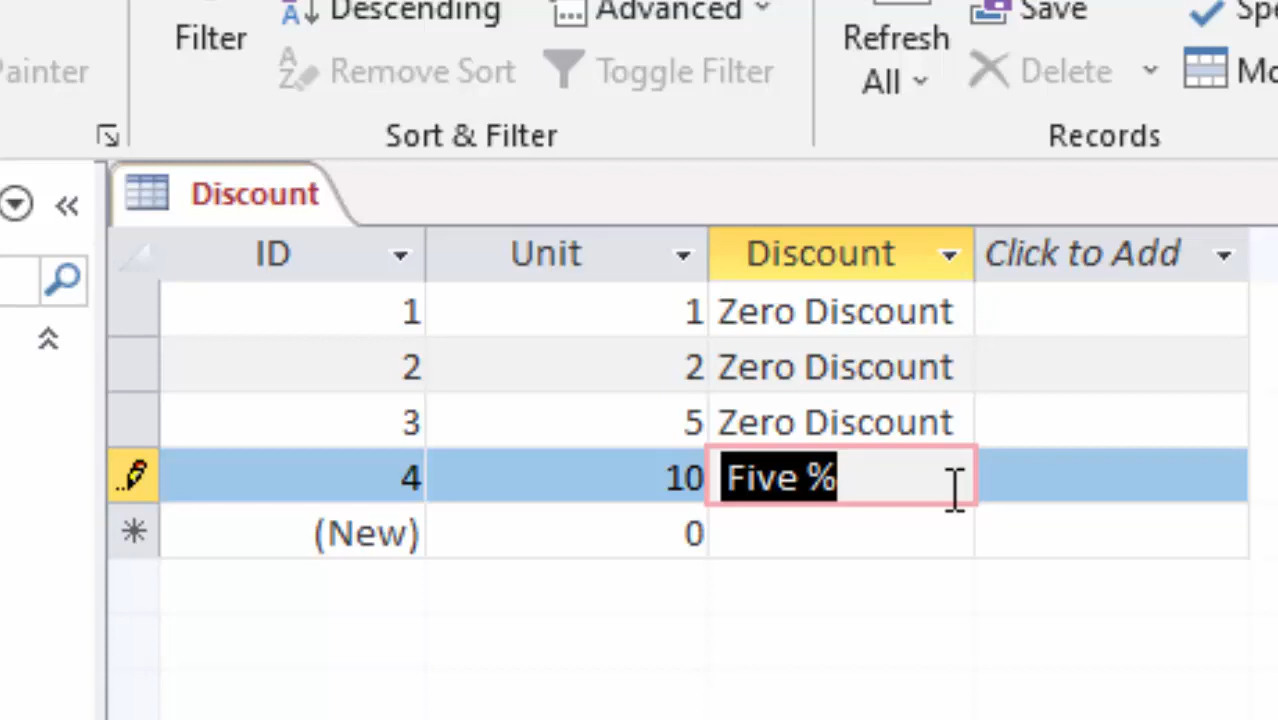 Descending
Advanced
Save
Filter
Refresh
Remove Sort
Toggle Filter
All
Delete
Sort & Filter
Records
Discount
ID Unit Discount Click to Add
1 1 Zero Discount
2 2 Zero Discount
3 5 Zero Discount
4 10 Five %
(New) 0